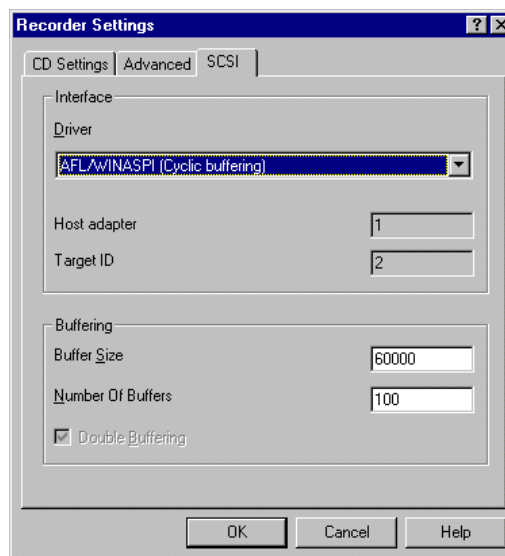 Recorder Settings
CD Settings Advanced SCSI
Interface
Driver
AFL/WINASPI (Cyclic buffering)
Host adapter 1
Target ID 2
Buffering
Buffer Size 60000
Number Of Buffers 100
Double Buffering
OK Cancel Help